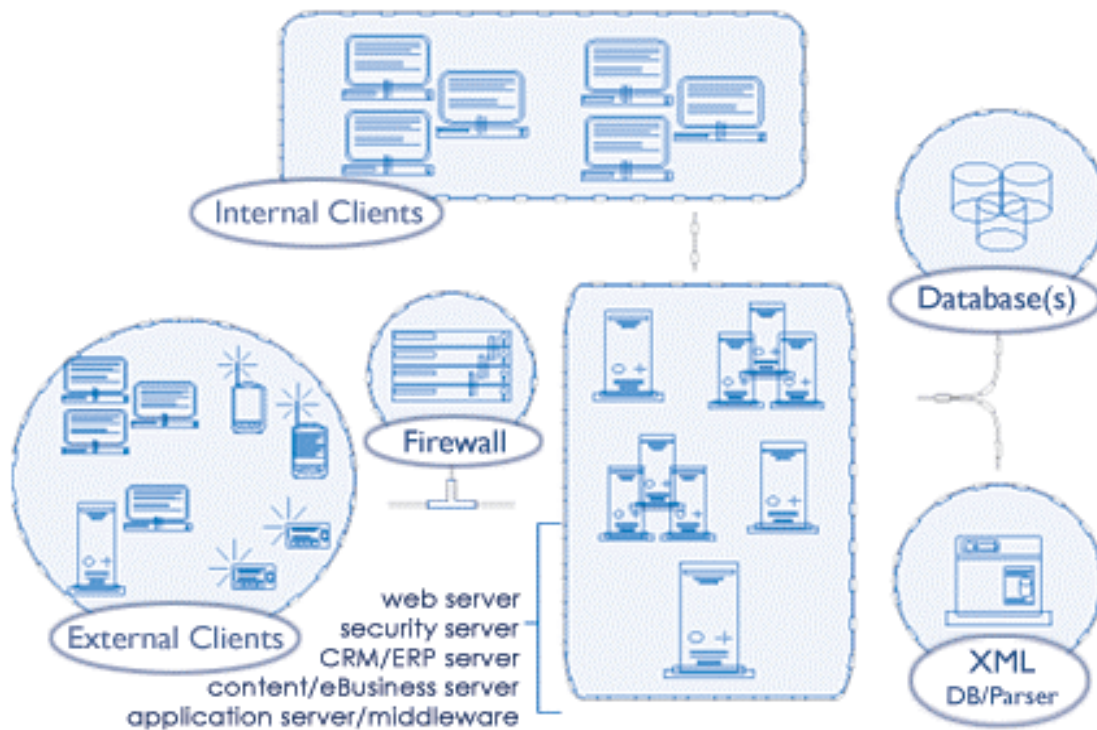 Internal Clients
Database(s)
Firewall
External Clients
web server
security server
CRM/ERP server
content/eBusiness server
application server/middleware
XML
DB/Parser